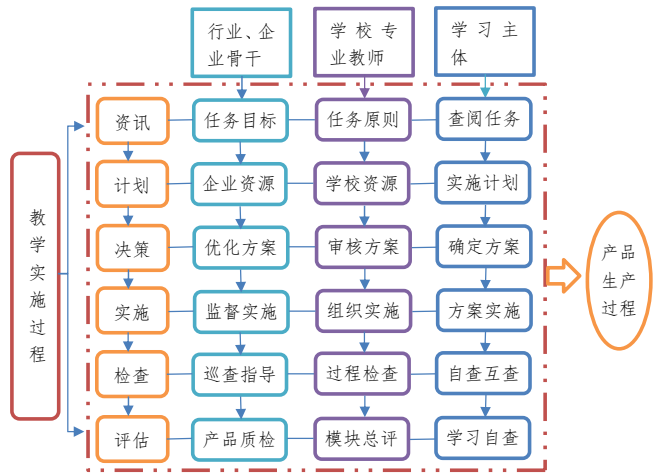 行业、企
业骨干
学校专
业教师
学习主
体
资讯
任务目标
任务原则
查阅任务
计划
企业资源
学校资源
实施计划
决策
优化方案
审核方案
确定方案
实施
监督实施
组织实施
方案实施
检查
巡查指导
过程检查
自查互查
评估
产品质检
模块总评
学习自查
教
学
实
施
过
程
产品
生产
过程